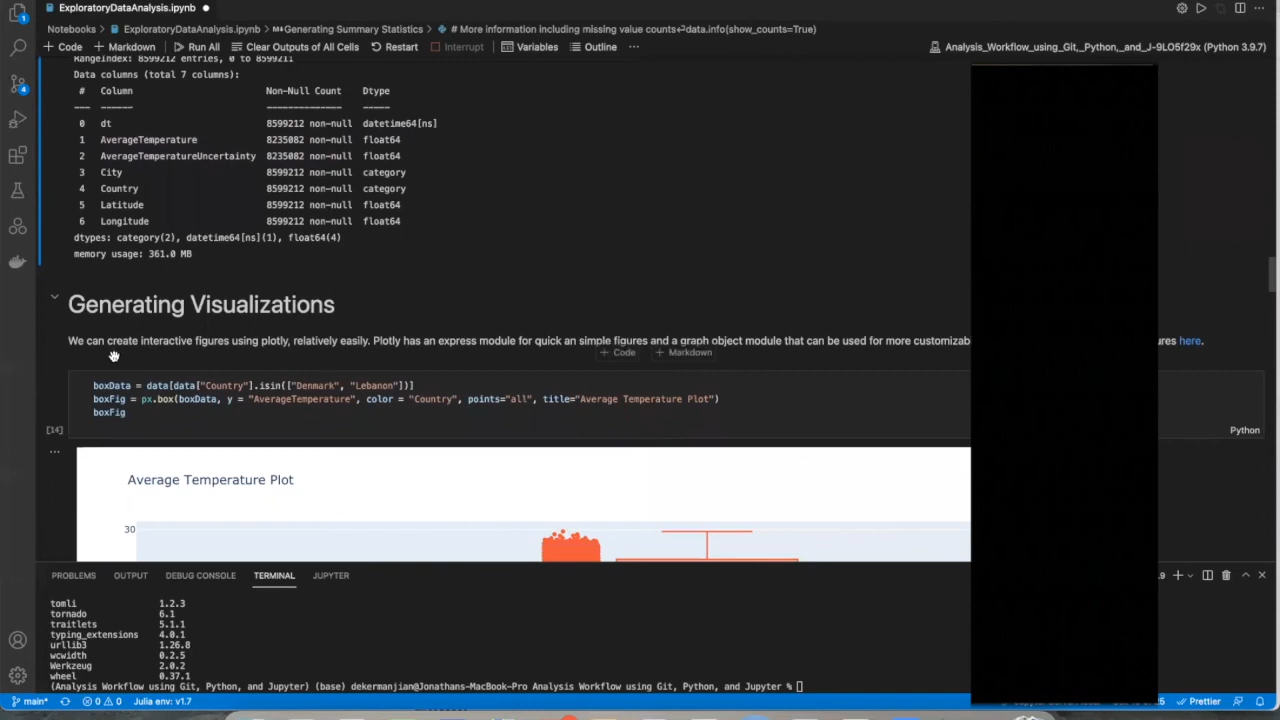 ExploratoryDataAnalysis.ipynb ●
Notebooks > ExploratoryDataAnalysis.ipynb > M↓Generating Summary Statistics > # More information including missing value counts↵data.info(show_counts=True)
+ Code + Markdown Run All Clear Outputs of All Cells Restart Interrupt Variables Outline ··· Analysis_Workflow_using_Git,_Python,_and_J-9LO5f29x (Python 3.9.7)
RangeIndex: 8599212 entries, 0 to 8599211
Data columns (total 7 columns):
# Column Non-Null Count Dtype
--- ------ -------------- -----
0 dt 8599212 non-null datetime64[ns]
1 AverageTemperature 8235082 non-null float64
2 AverageTemperatureUncertainty 8235082 non-null float64
3 City 8599212 non-null category
4 Country 8599212 non-null category
5 Latitude 8599212 non-null float64
6 Longitude 8599212 non-null float64
dtypes: category(2), datetime64[ns](1), float64(4)
memory usage: 361.0 MB
Generating Visualizations
We can create interactive figures using plotly, relatively easily. Plotly has an express module for quick an simple figures and a graph object module that can be used for more customizab ures here.
+ Code + Markdown
boxData = data[data["Country"].isin(["Denmark", "Lebanon"])]
boxFig = px.box(boxData, y = "AverageTemperature", color = "Country", points="all", title="Average Temperature Plot")
boxFig
[14] Python
...
Average Temperature Plot
30
PROBLEMS OUTPUT DEBUG CONSOLE TERMINAL JUPYTER .9
tomli 1.2.3
tornado 6.1
traitlets 5.1.1
typing_extensions 4.0.1
urllib3 1.26.8
wcwidth 0.2.5
Werkzeug 2.0.2
wheel 0.37.1
(Analysis Workflow using Git, Python, and Jupyter) (base) dekermanjian@Jonathans-MacBook-Pro Analysis Workflow using Git, Python, and Jupyter %
main* 0 0 Julia env: v1.7 Prettier
1
4